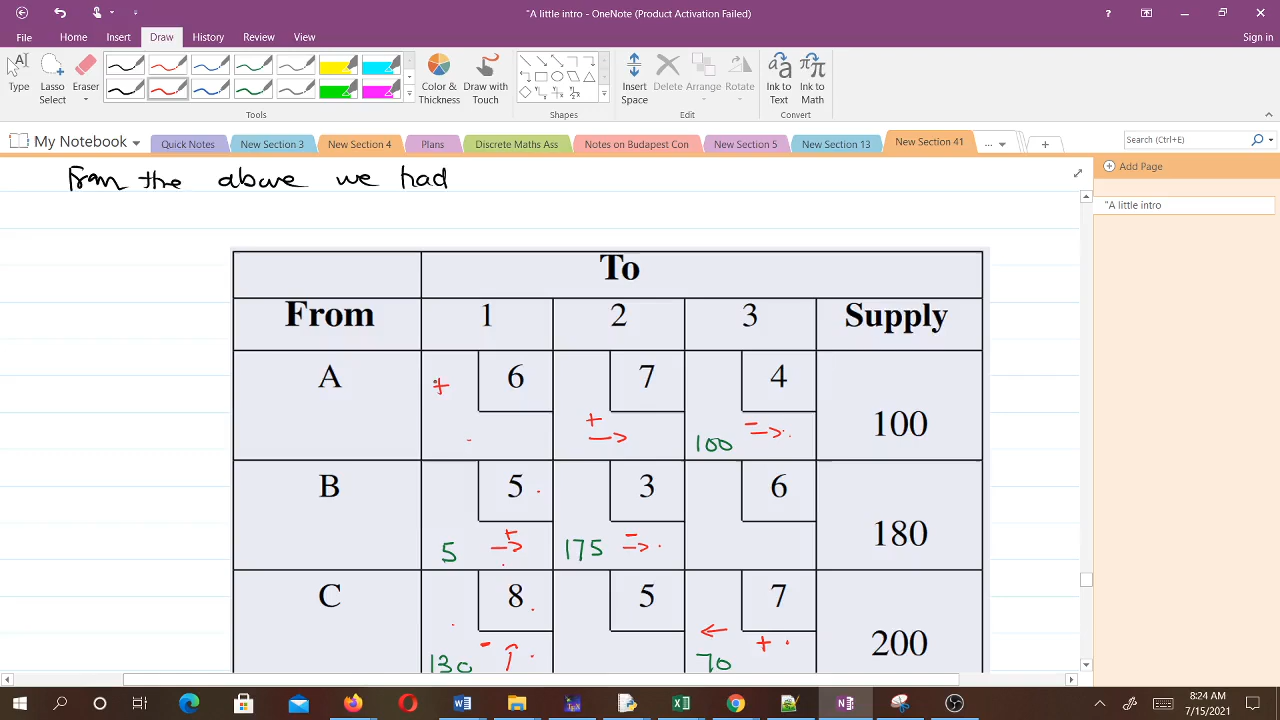 "A little intro - OneNote (Product Activation Failed)
Sign in
File Home Insert Draw History Review View
Type
Lasso Select
Eraser
Color & Thickness
Draw with Touch
Insert Space
Delete Arrange Rotate
Ink to Text
Ink to Math
Tools Shapes Edit Convert
My Notebook Quick Notes New Section 3 New Section 4 Plans Discrete Maths Ass Notes on Budapest Con New Section 5 New Section 13 New Section 41 ... Search (Ctrl+E)
Add Page
"A little intro
From the above we had
To
From 1 2 3 Supply
A + 6 7 4
+ → 100 - → 100
B 5 3 6
5 + → 175 - → 180
C 8 5 7
130 - ↑ ← 70 + 200
8:24 AM
7/15/2021